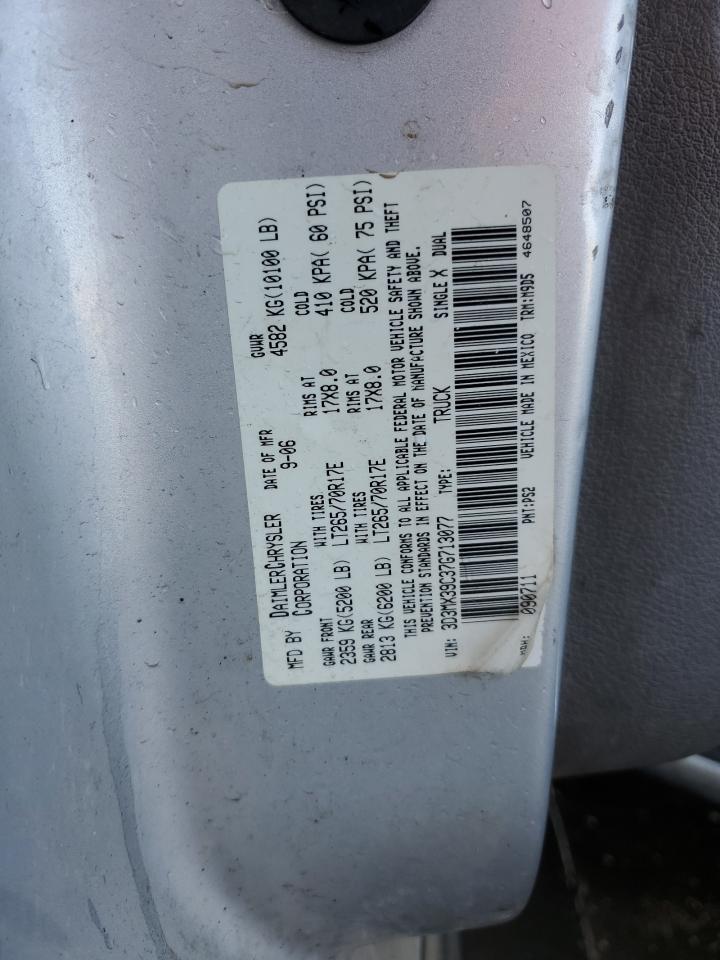 MFD BY DAIMLERCHRYSLER CORPORATION DATE OF MFR 9-06 GVWR 4582 KG(10100 LB)
GAWR FRONT WITH TIRES RIMS AT COLD
2359 KG(5200 LB) LT265/70R17E 17X8.0 410 KPA( 60 PSI)
GAWR REAR WITH TIRES RIMS AT COLD
2813 KG(6200 LB) LT265/70R17E 17X8.0 520 KPA( 75 PSI)
THIS VEHICLE CONFORMS TO ALL APPLICABLE FEDERAL MOTOR VEHICLE SAFETY AND THEFT
PREVENTION STANDARDS IN EFFECT ON THE DATE OF MANUFACTURE SHOWN ABOVE.
VIN: 3D3MX39C37G713077 TYPE: TRUCK SINGLE X DUAL
MDH: 090711 PNT:PS2 VEHICLE MADE IN MEXICO TRM:M9D5 4648507